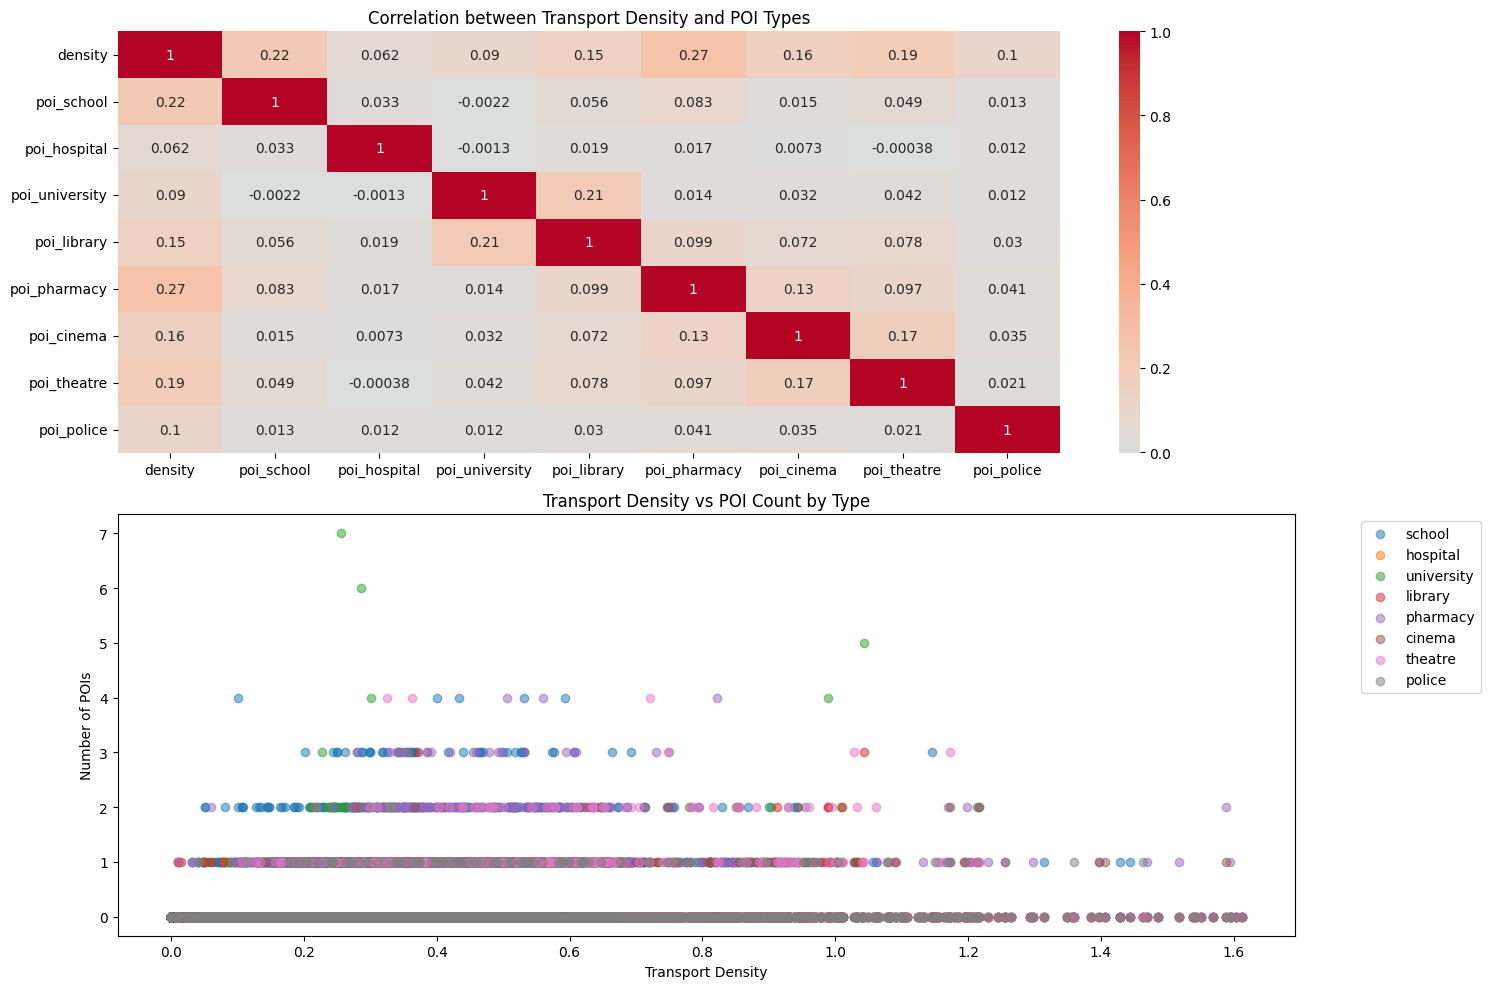 Correlation between Transport Density and POI Types
density 1 0.22 0.062 0.09 0.15 0.27 0.16 0.19 0.1
poi_school 0.22 1 0.033 -0.0022 0.056 0.083 0.015 0.049 0.013
poi_hospital 0.062 0.033 1 -0.0013 0.019 0.017 0.0073 -0.00038 0.012
poi_university 0.09 -0.0022 -0.0013 1 0.21 0.014 0.032 0.042 0.012
poi_library 0.15 0.056 0.019 0.21 1 0.099 0.072 0.078 0.03
poi_pharmacy 0.27 0.083 0.017 0.014 0.099 1 0.13 0.097 0.041
poi_cinema 0.16 0.015 0.0073 0.032 0.072 0.13 1 0.17 0.035
poi_theatre 0.19 0.049 -0.00038 0.042 0.078 0.097 0.17 1 0.021
poi_police 0.1 0.013 0.012 0.012 0.03 0.041 0.035 0.021 1
density poi_school poi_hospital poi_university poi_library poi_pharmacy poi_cinema poi_theatre poi_police
1.0
0.8
0.6
0.4
0.2
0.0
Transport Density vs POI Count by Type
Number of POIs
7
6
5
4
3
2
1
0
0.0 0.2 0.4 0.6 0.8 1.0 1.2 1.4 1.6
Transport Density
school
hospital
university
library
pharmacy
cinema
theatre
police